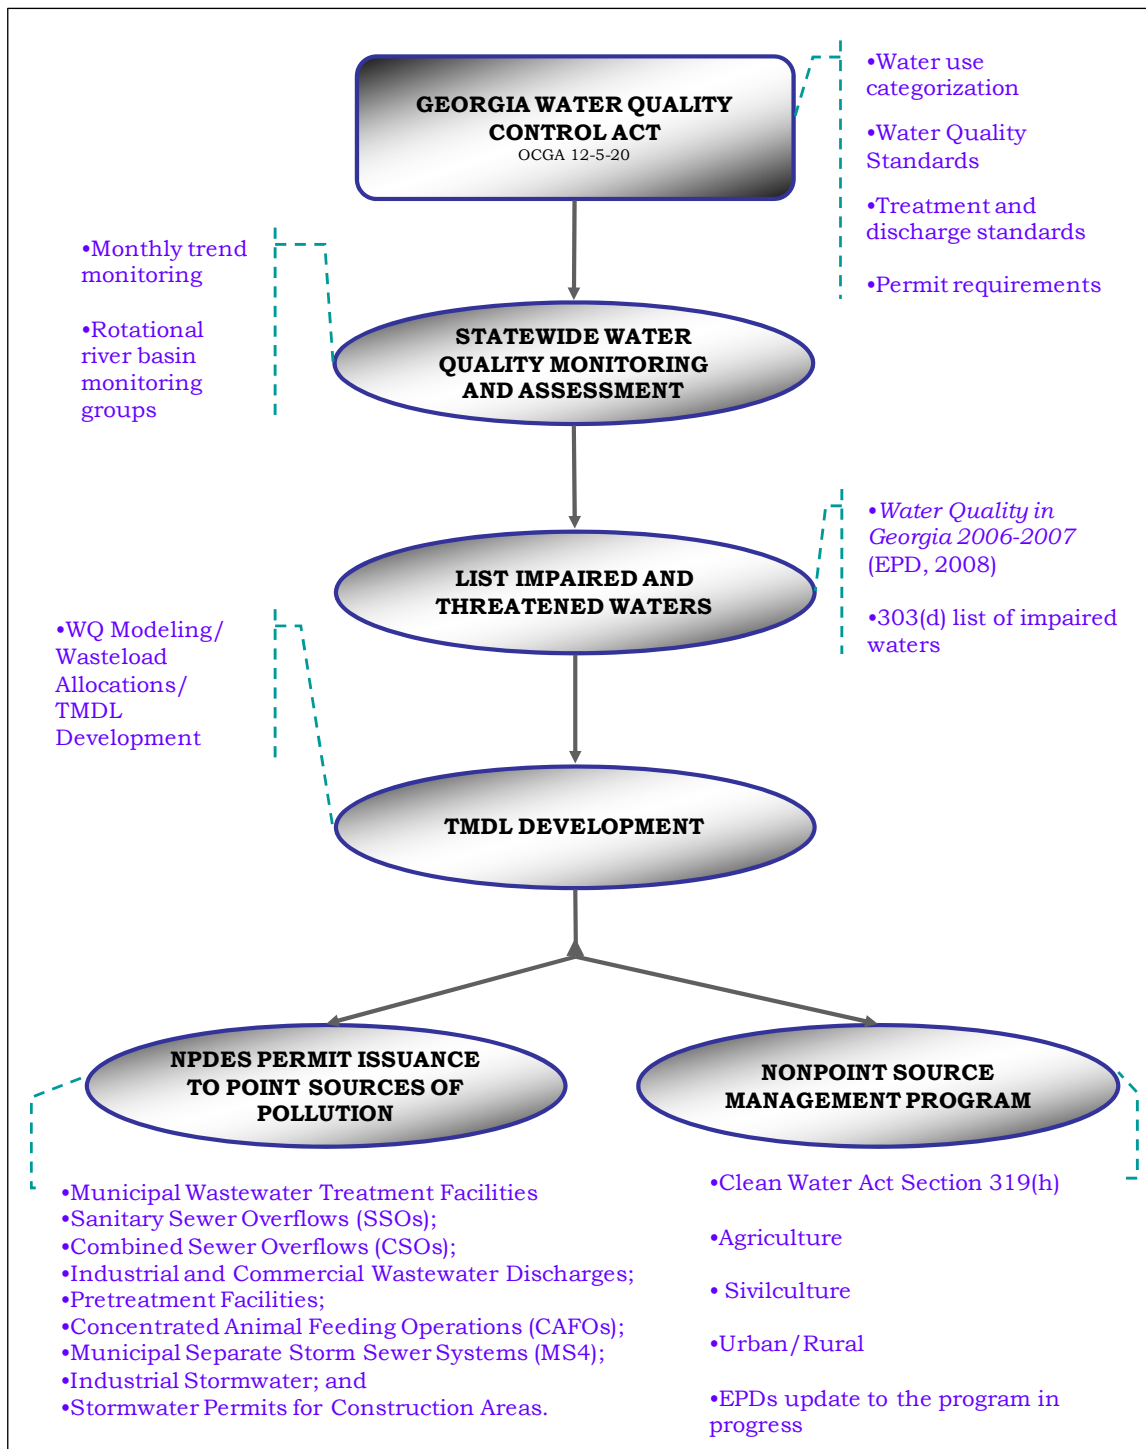 GEORGIA WATER QUALITY
CONTROL ACT
OCGA 12-5-20
•Water use
categorization
•Water Quality
Standards
•Treatment and
discharge standards
•Permit requirements
•Monthly trend
monitoring
•Rotational
river basin
monitoring
groups
STATEWIDE WATER
QUALITY MONITORING
AND ASSESSMENT
•Water Quality in
Georgia 2006-2007
(EPD, 2008)
•303(d) list of impaired
waters
LIST IMPAIRED AND
THREATENED WATERS
•WQ Modeling/
Wasteload
Allocations/
TMDL
Development
TMDL DEVELOPMENT
NPDES PERMIT ISSUANCE
TO POINT SOURCES OF
POLLUTION
NONPOINT SOURCE
MANAGEMENT PROGRAM
•Municipal Wastewater Treatment Facilities
•Sanitary Sewer Overflows (SSOs);
•Combined Sewer Overflows (CSOs);
•Industrial and Commercial Wastewater Discharges;
•Pretreatment Facilities;
•Concentrated Animal Feeding Operations (CAFOs);
•Municipal Separate Storm Sewer Systems (MS4);
•Industrial Stormwater; and
•Stormwater Permits for Construction Areas.
•Clean Water Act Section 319(h)
•Agriculture
• Sivilculture
•Urban/Rural
•EPDs update to the program in
progress